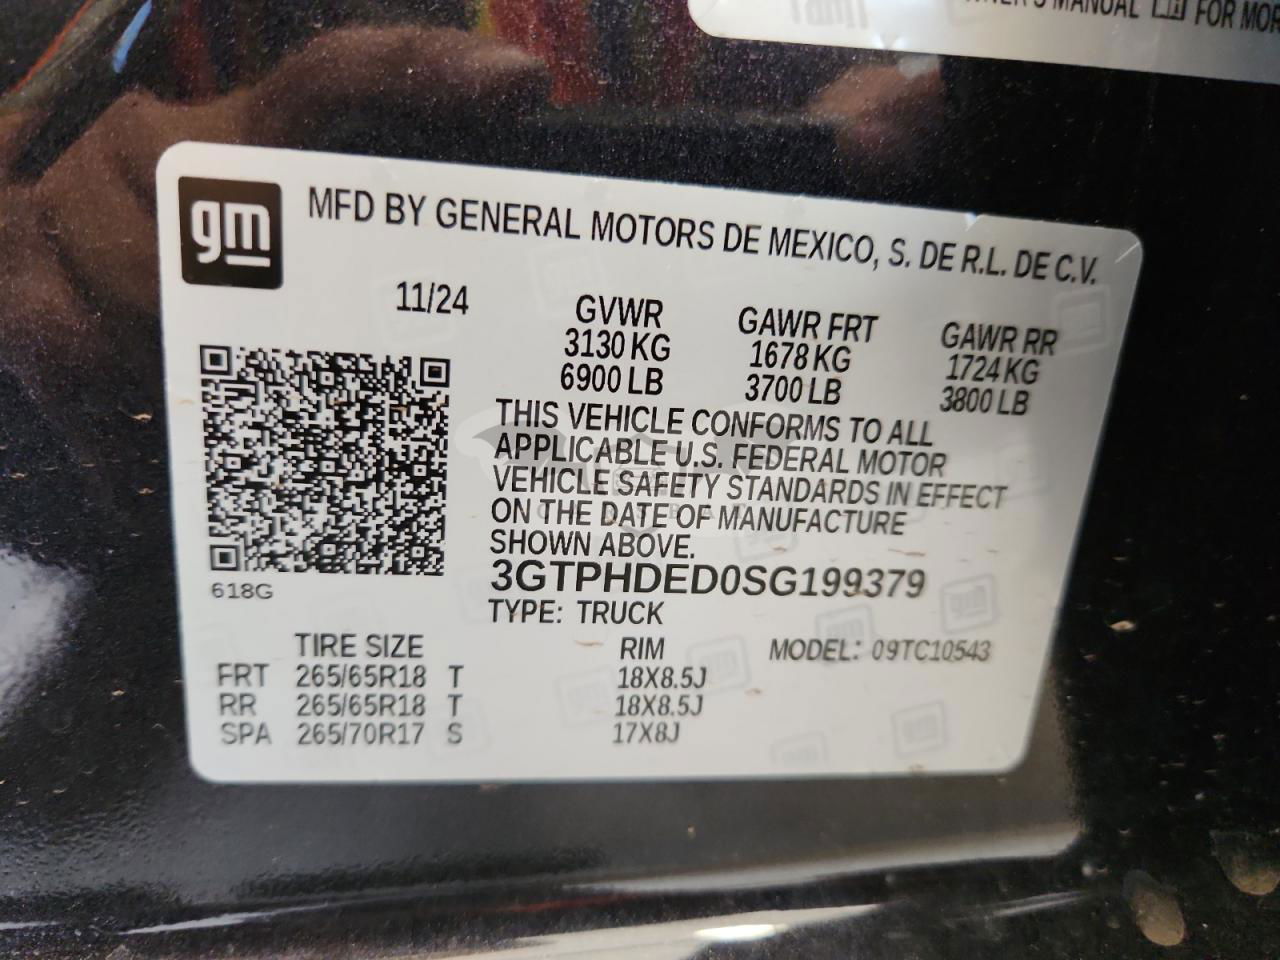 OWNER'S MANUAL FOR MOR
gm
MFD BY GENERAL MOTORS DE MEXICO, S. DE R.L. DE C.V.
11/24 GVWR GAWR FRT GAWR RR
3130 KG 1678 KG 1724 KG
6900 LB 3700 LB 3800 LB
THIS VEHICLE CONFORMS TO ALL
APPLICABLE U.S. FEDERAL MOTOR
VEHICLE SAFETY STANDARDS IN EFFECT
ON THE DATE OF MANUFACTURE
SHOWN ABOVE.
618G
3GTPHDED0SG199379
TYPE: TRUCK
TIRE SIZE RIM MODEL: 09TC10543
FRT 265/65R18 T 18X8.5J
RR 265/65R18 T 18X8.5J
SPA 265/70R17 S 17X8J